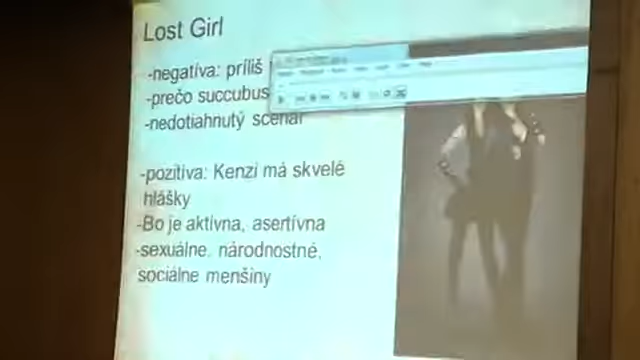 Lost Girl
-negatíva: príliš
-prečo succubus
-nedotiahnutý scenár
-pozitíva: Kenzi má skvelé
hlášky
-Bo je aktívna, asertívna
-sexuálne, národnostné,
sociálne menšiny